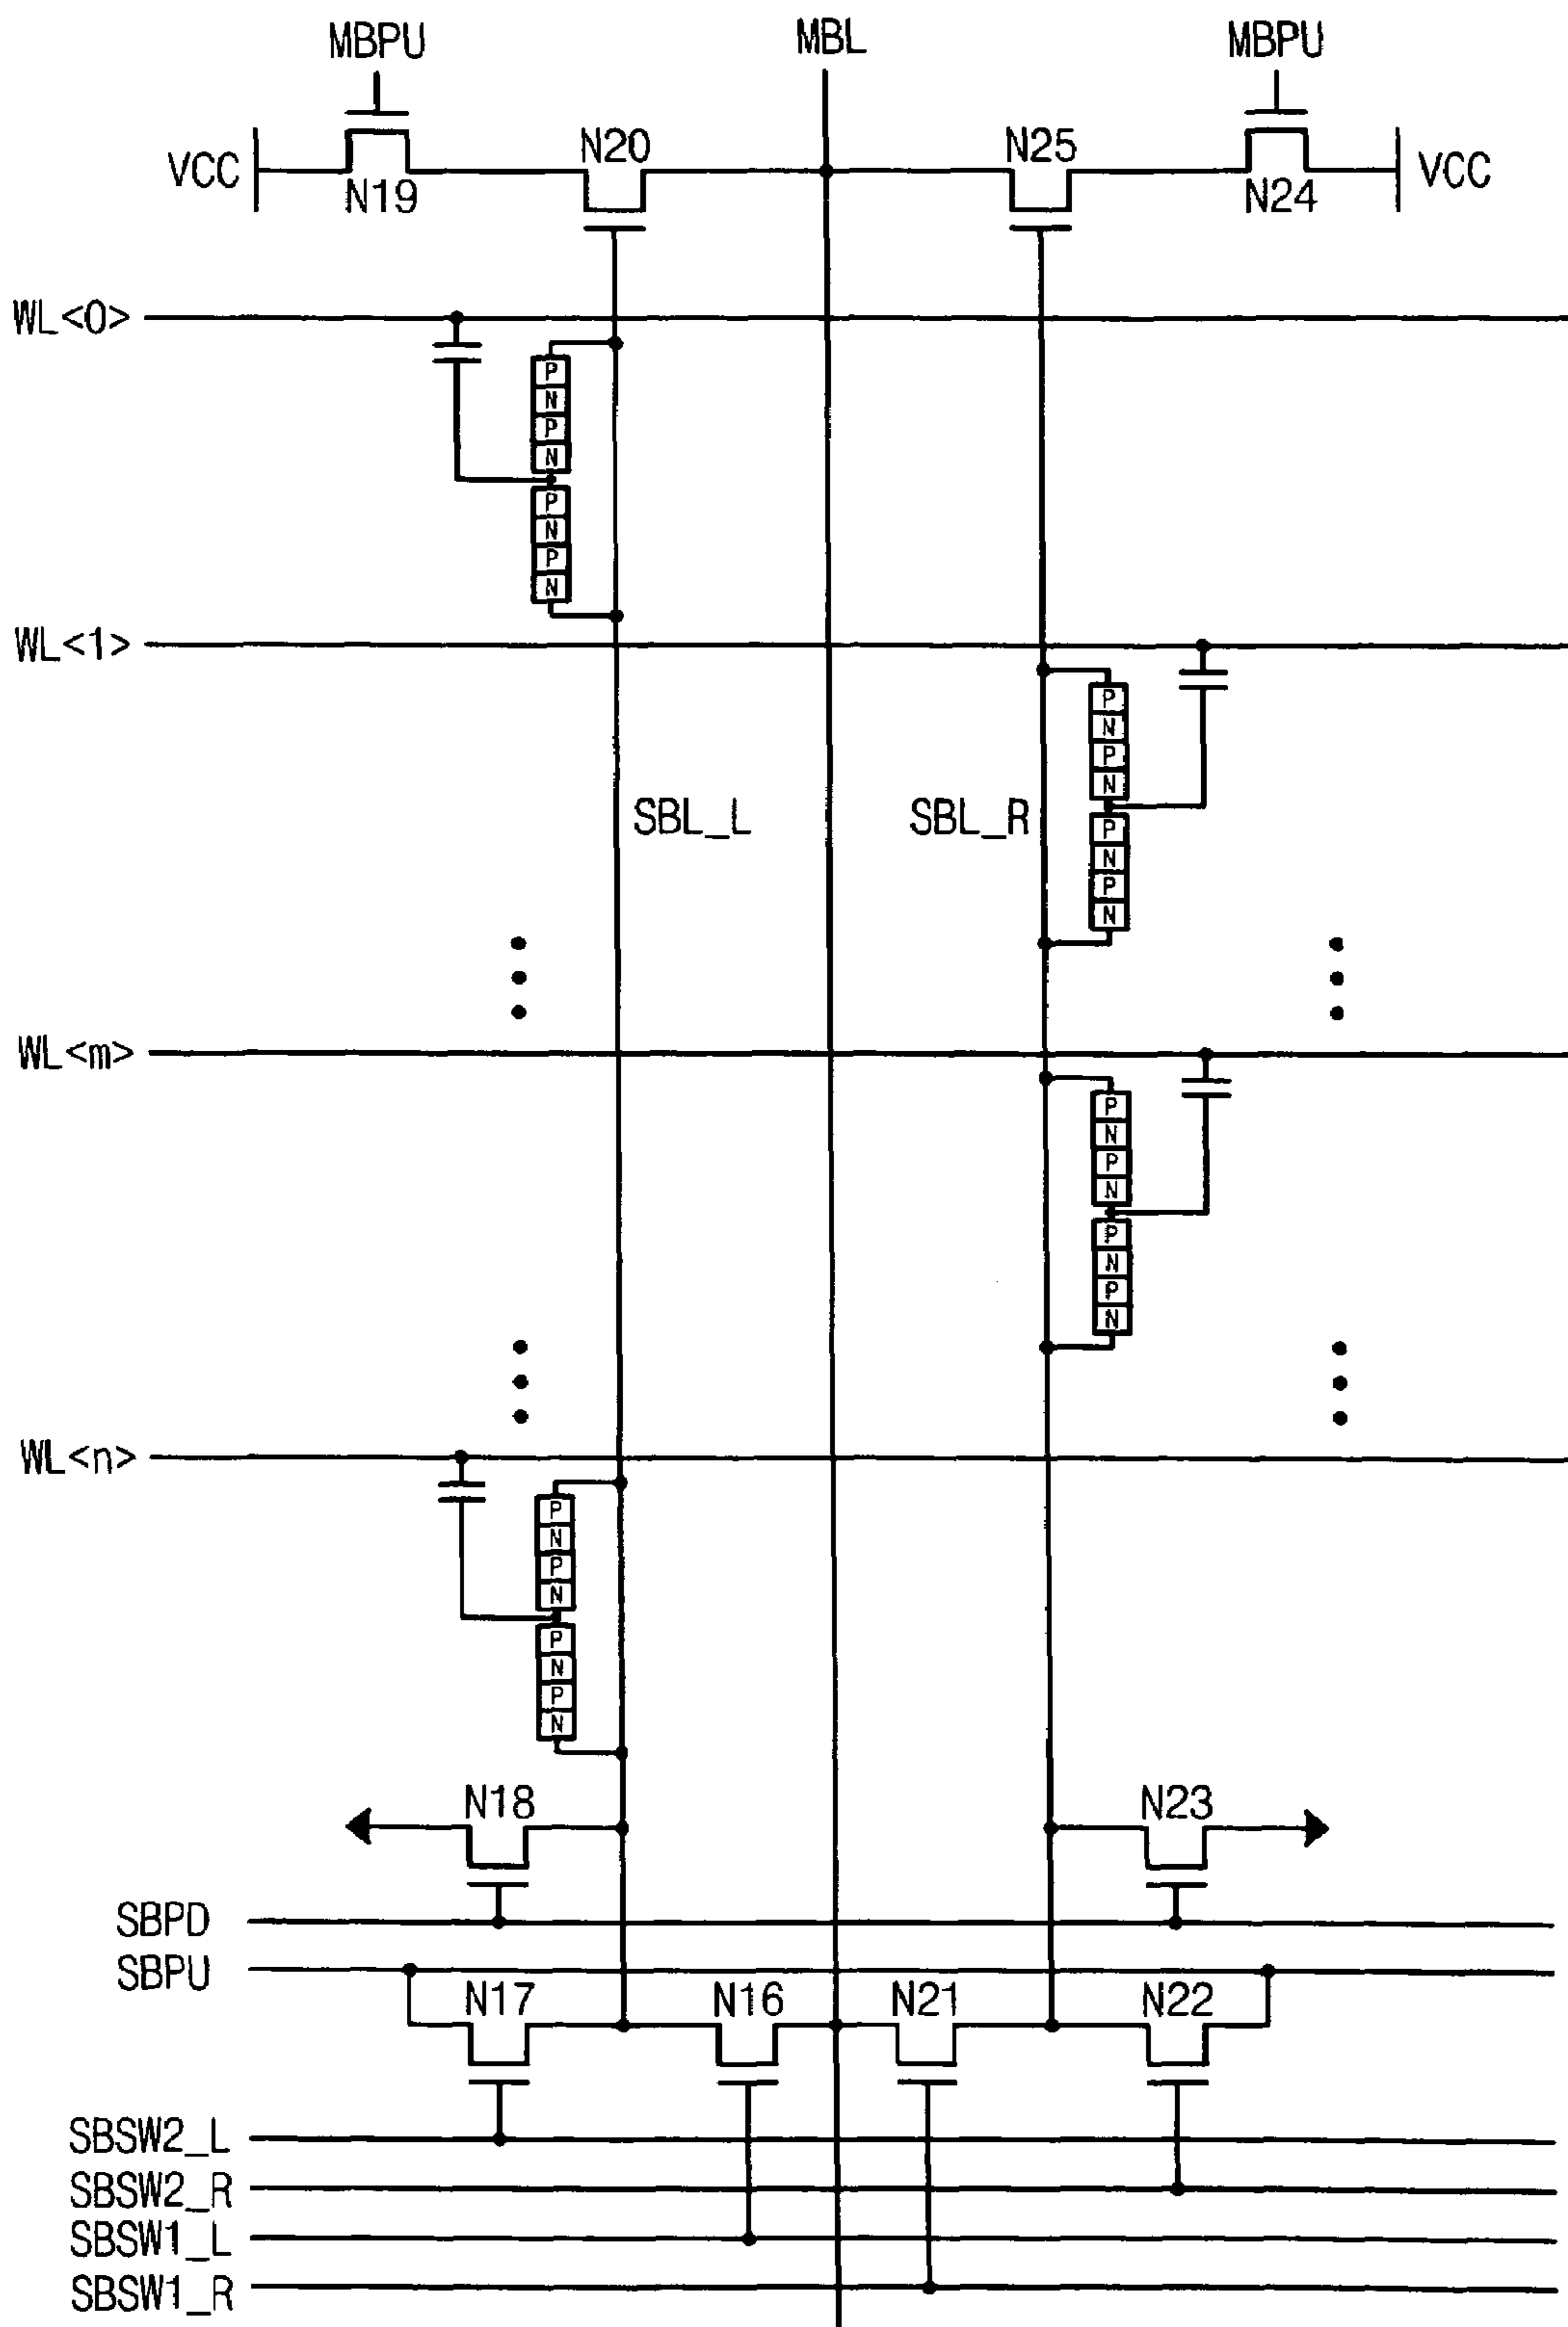 MBPU MBL MBPU
N20 N25
VCC N19 N24 VCC
WL<0>
P
N
P
N
P
N
P
N
WL<1>
P
N
P
N
SBL_L SBL_R
P
N
P
N
WL<m>
P
N
P
N
P
N
P
N
WL<n>
P
N
P
N
P
N
P
N
N18 N23
SBPD
SBPU
N17 N16 N21 N22
SBSW2_L
SBSW2_R
SBSW1_L
SBSW1_R